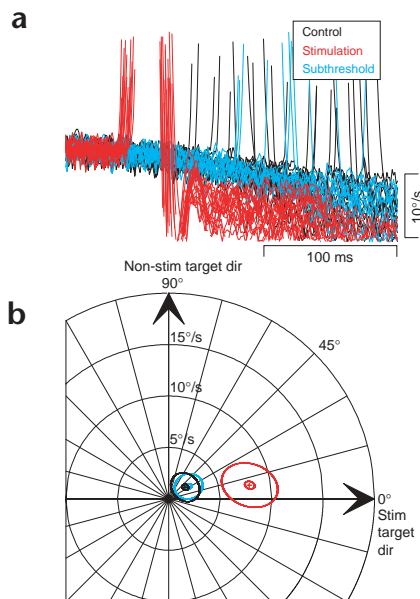 a
Control
Stimulation
Subthreshold
10°/s
100 ms
Non-stim target dir
90°
b
45°
15°/s
10°/s
5°/s
0°
Stim
target
dir